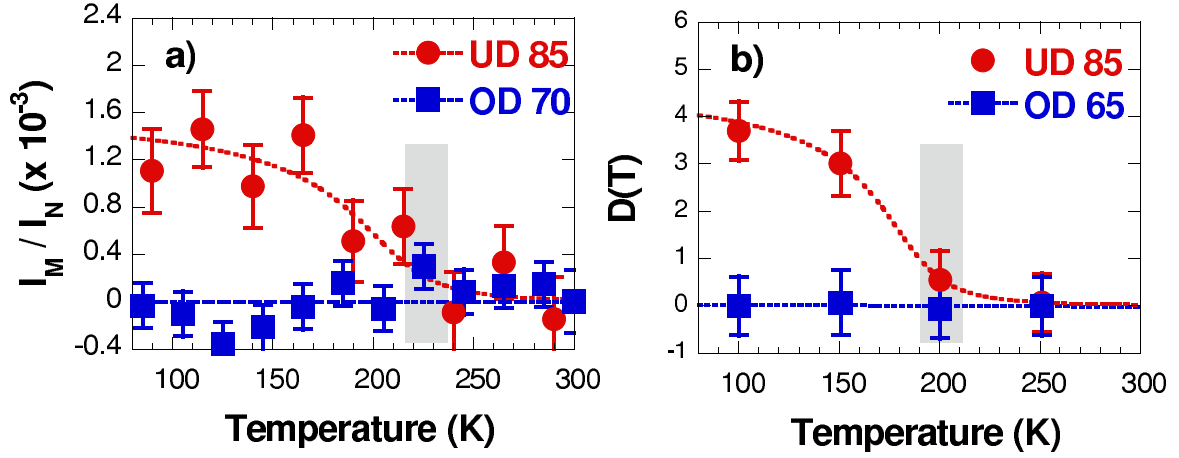 a)
UD 85
OD 70
I_M / I_N (x 10^-3)
2.4
2
1.6
1.2
0.8
0.4
0
-0.4
100
150
200
250
300
Temperature (K)
b)
UD 85
OD 65
D(T)
6
5
4
3
2
1
0
-1
100
150
200
250
300
Temperature (K)